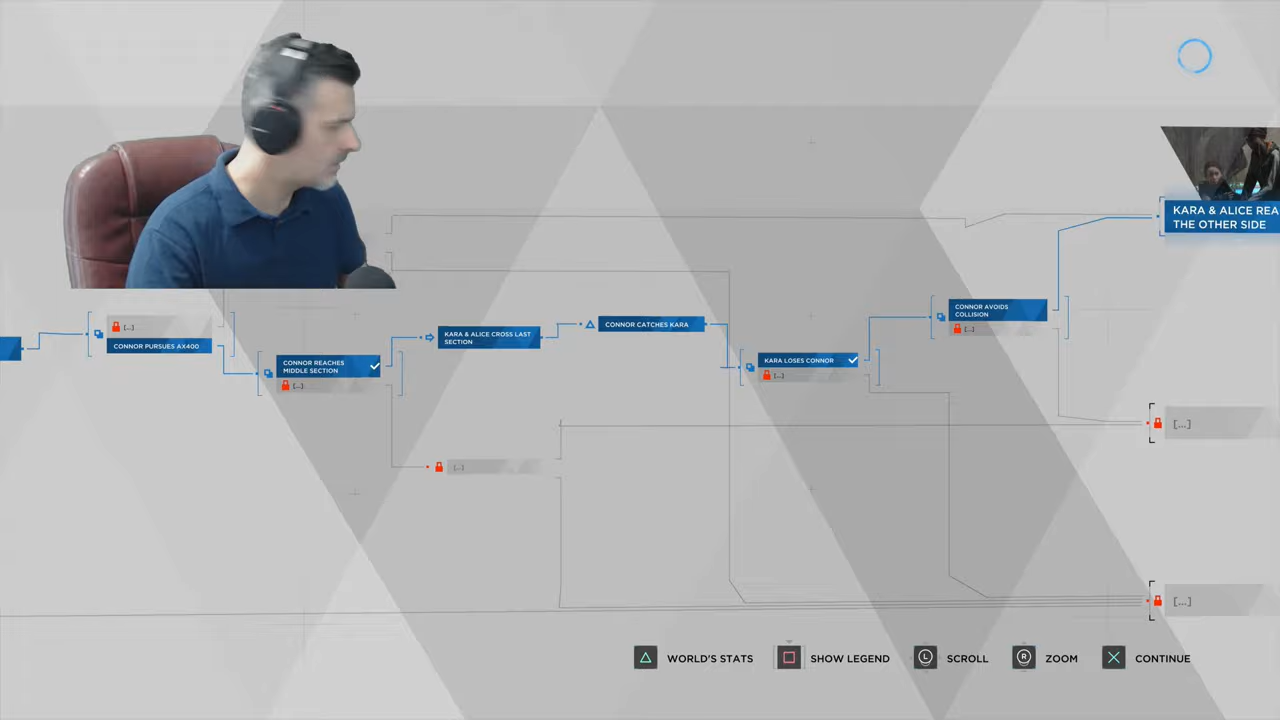 KARA & ALICE REA
THE OTHER SIDE
[...]
CONNOR PURSUES AX400
CONNOR REACHES
MIDDLE SECTION
[...]
KARA & ALICE CROSS LAST
SECTION
CONNOR CATCHES KARA
KARA LOSES CONNOR
[...]
CONNOR AVOIDS
COLLISION
[...]
[...]
[...]
[...]
WORLD'S STATS
SHOW LEGEND
L SCROLL
R ZOOM
CONTINUE